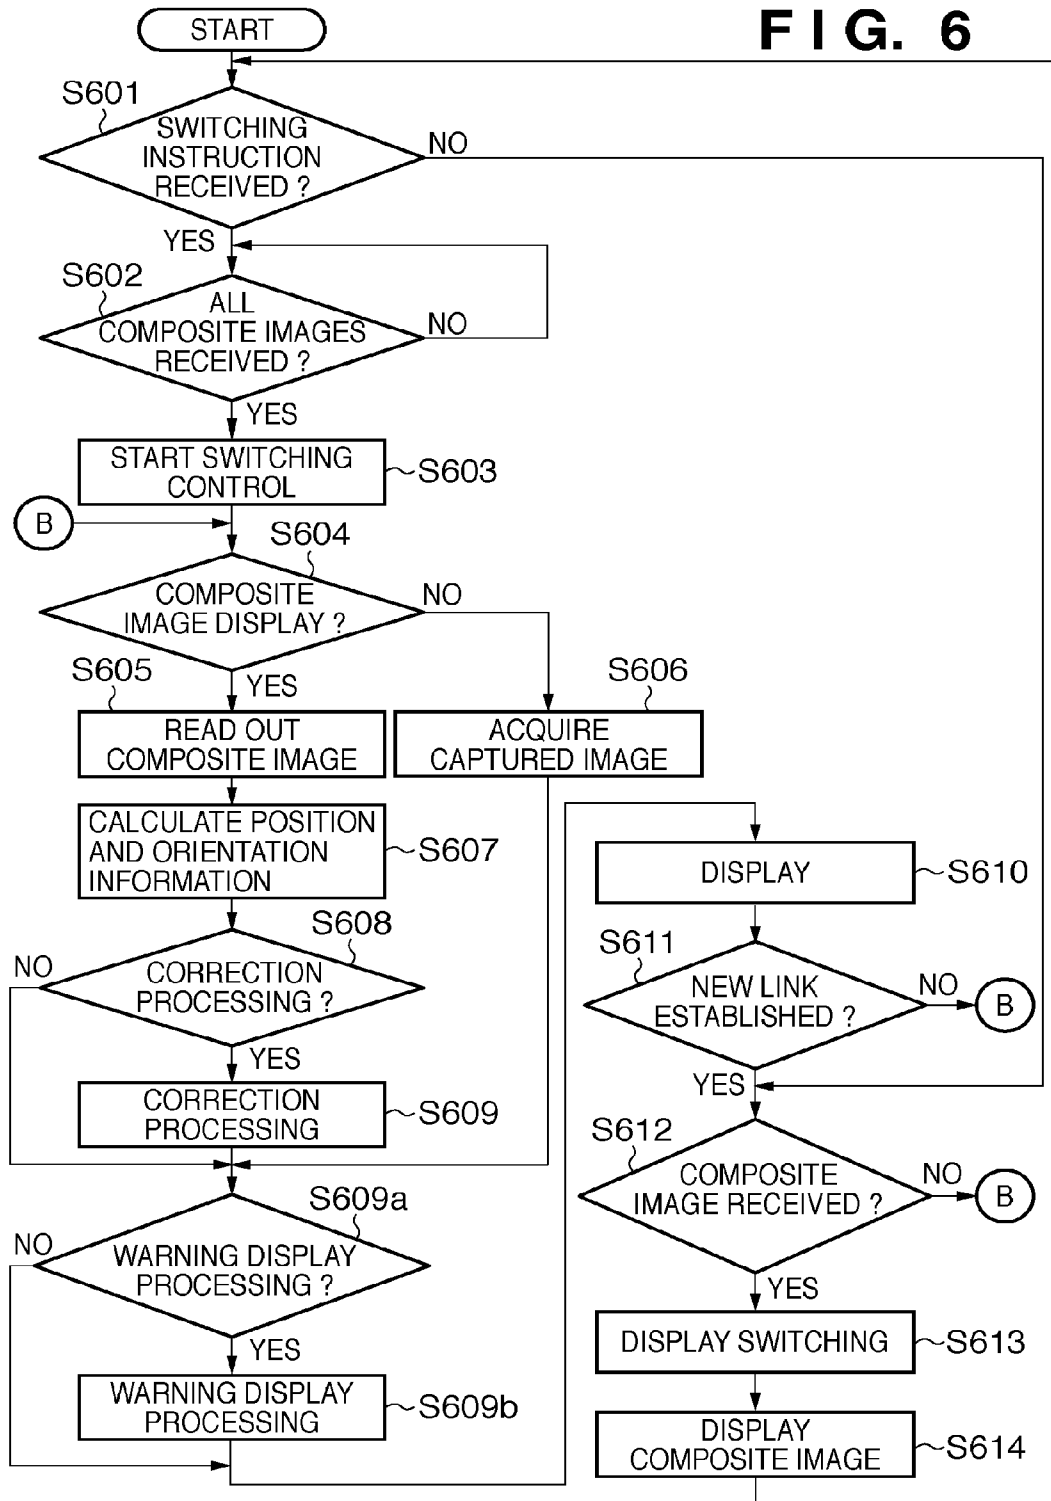 FIG. 6
START
S601
SWITCHING
INSTRUCTION
RECEIVED ?
NO
YES
S602
ALL
COMPOSITE IMAGES
RECEIVED ?
NO
YES
START SWITCHING
CONTROL
S603
B
S604
COMPOSITE
IMAGE DISPLAY ?
NO
YES
S605
READ OUT
COMPOSITE IMAGE
S606
ACQUIRE
CAPTURED IMAGE
CALCULATE POSITION
AND ORIENTATION
INFORMATION
S607
S608
CORRECTION
PROCESSING ?
NO
YES
CORRECTION
PROCESSING
S609
S609a
WARNING DISPLAY
PROCESSING ?
NO
YES
WARNING DISPLAY
PROCESSING
S609b
DISPLAY
S610
S611
NEW LINK
ESTABLISHED ?
NO
B
YES
S612
COMPOSITE
IMAGE RECEIVED ?
NO
B
YES
DISPLAY SWITCHING
S613
DISPLAY
COMPOSITE IMAGE
S614